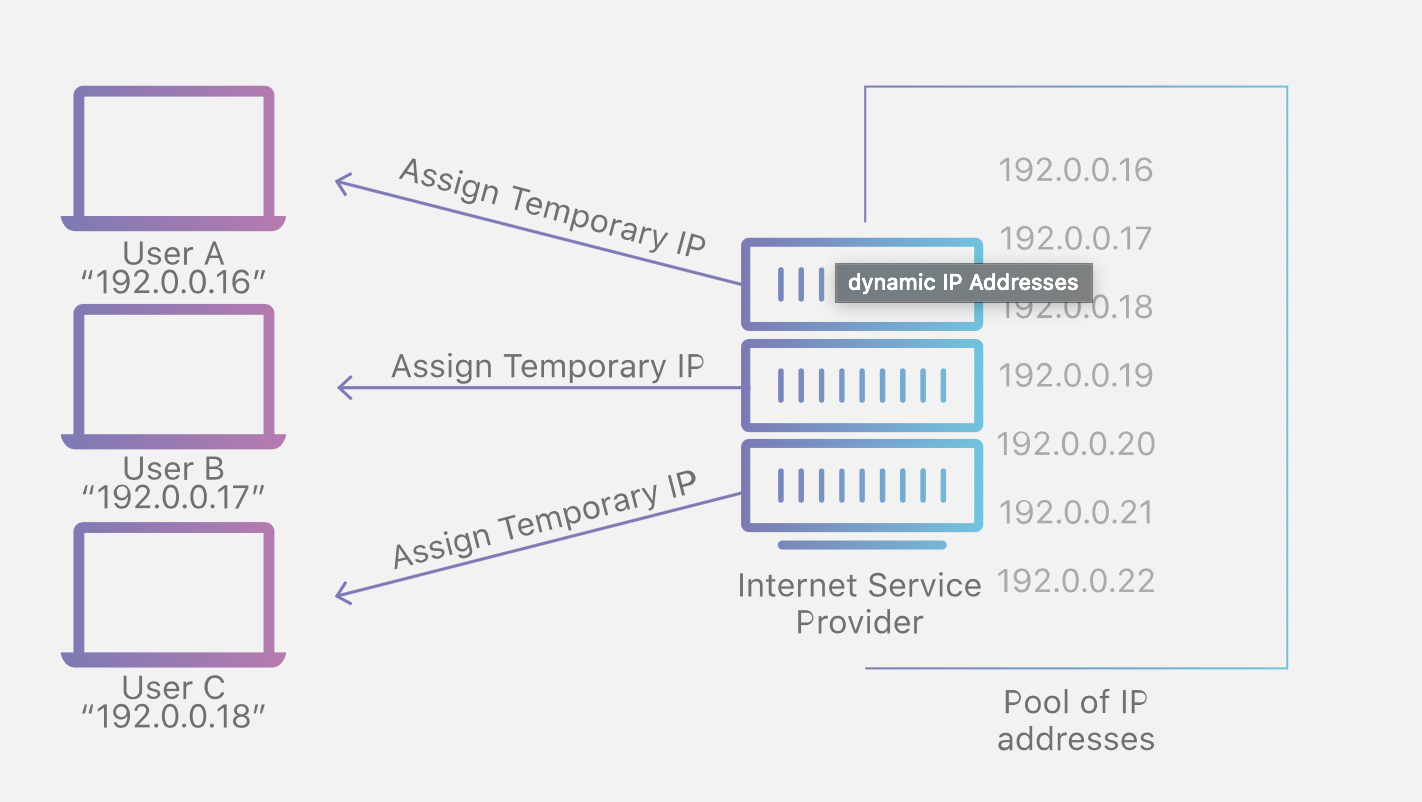 Assign Temporary IP
User A
“192.0.0.16”
Assign Temporary IP
User B
“192.0.0.17”
Assign Temporary IP
User C
“192.0.0.18”
dynamic IP Addresses
Internet Service
Provider
192.0.0.16
192.0.0.17
192.0.0.18
192.0.0.19
192.0.0.20
192.0.0.21
192.0.0.22
Pool of IP
addresses